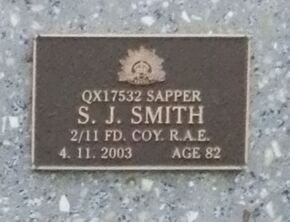 QX17532 SAPPER
S. J. SMITH
2/11 FD. COY. R.A.E.
4. 11. 2003 AGE 82